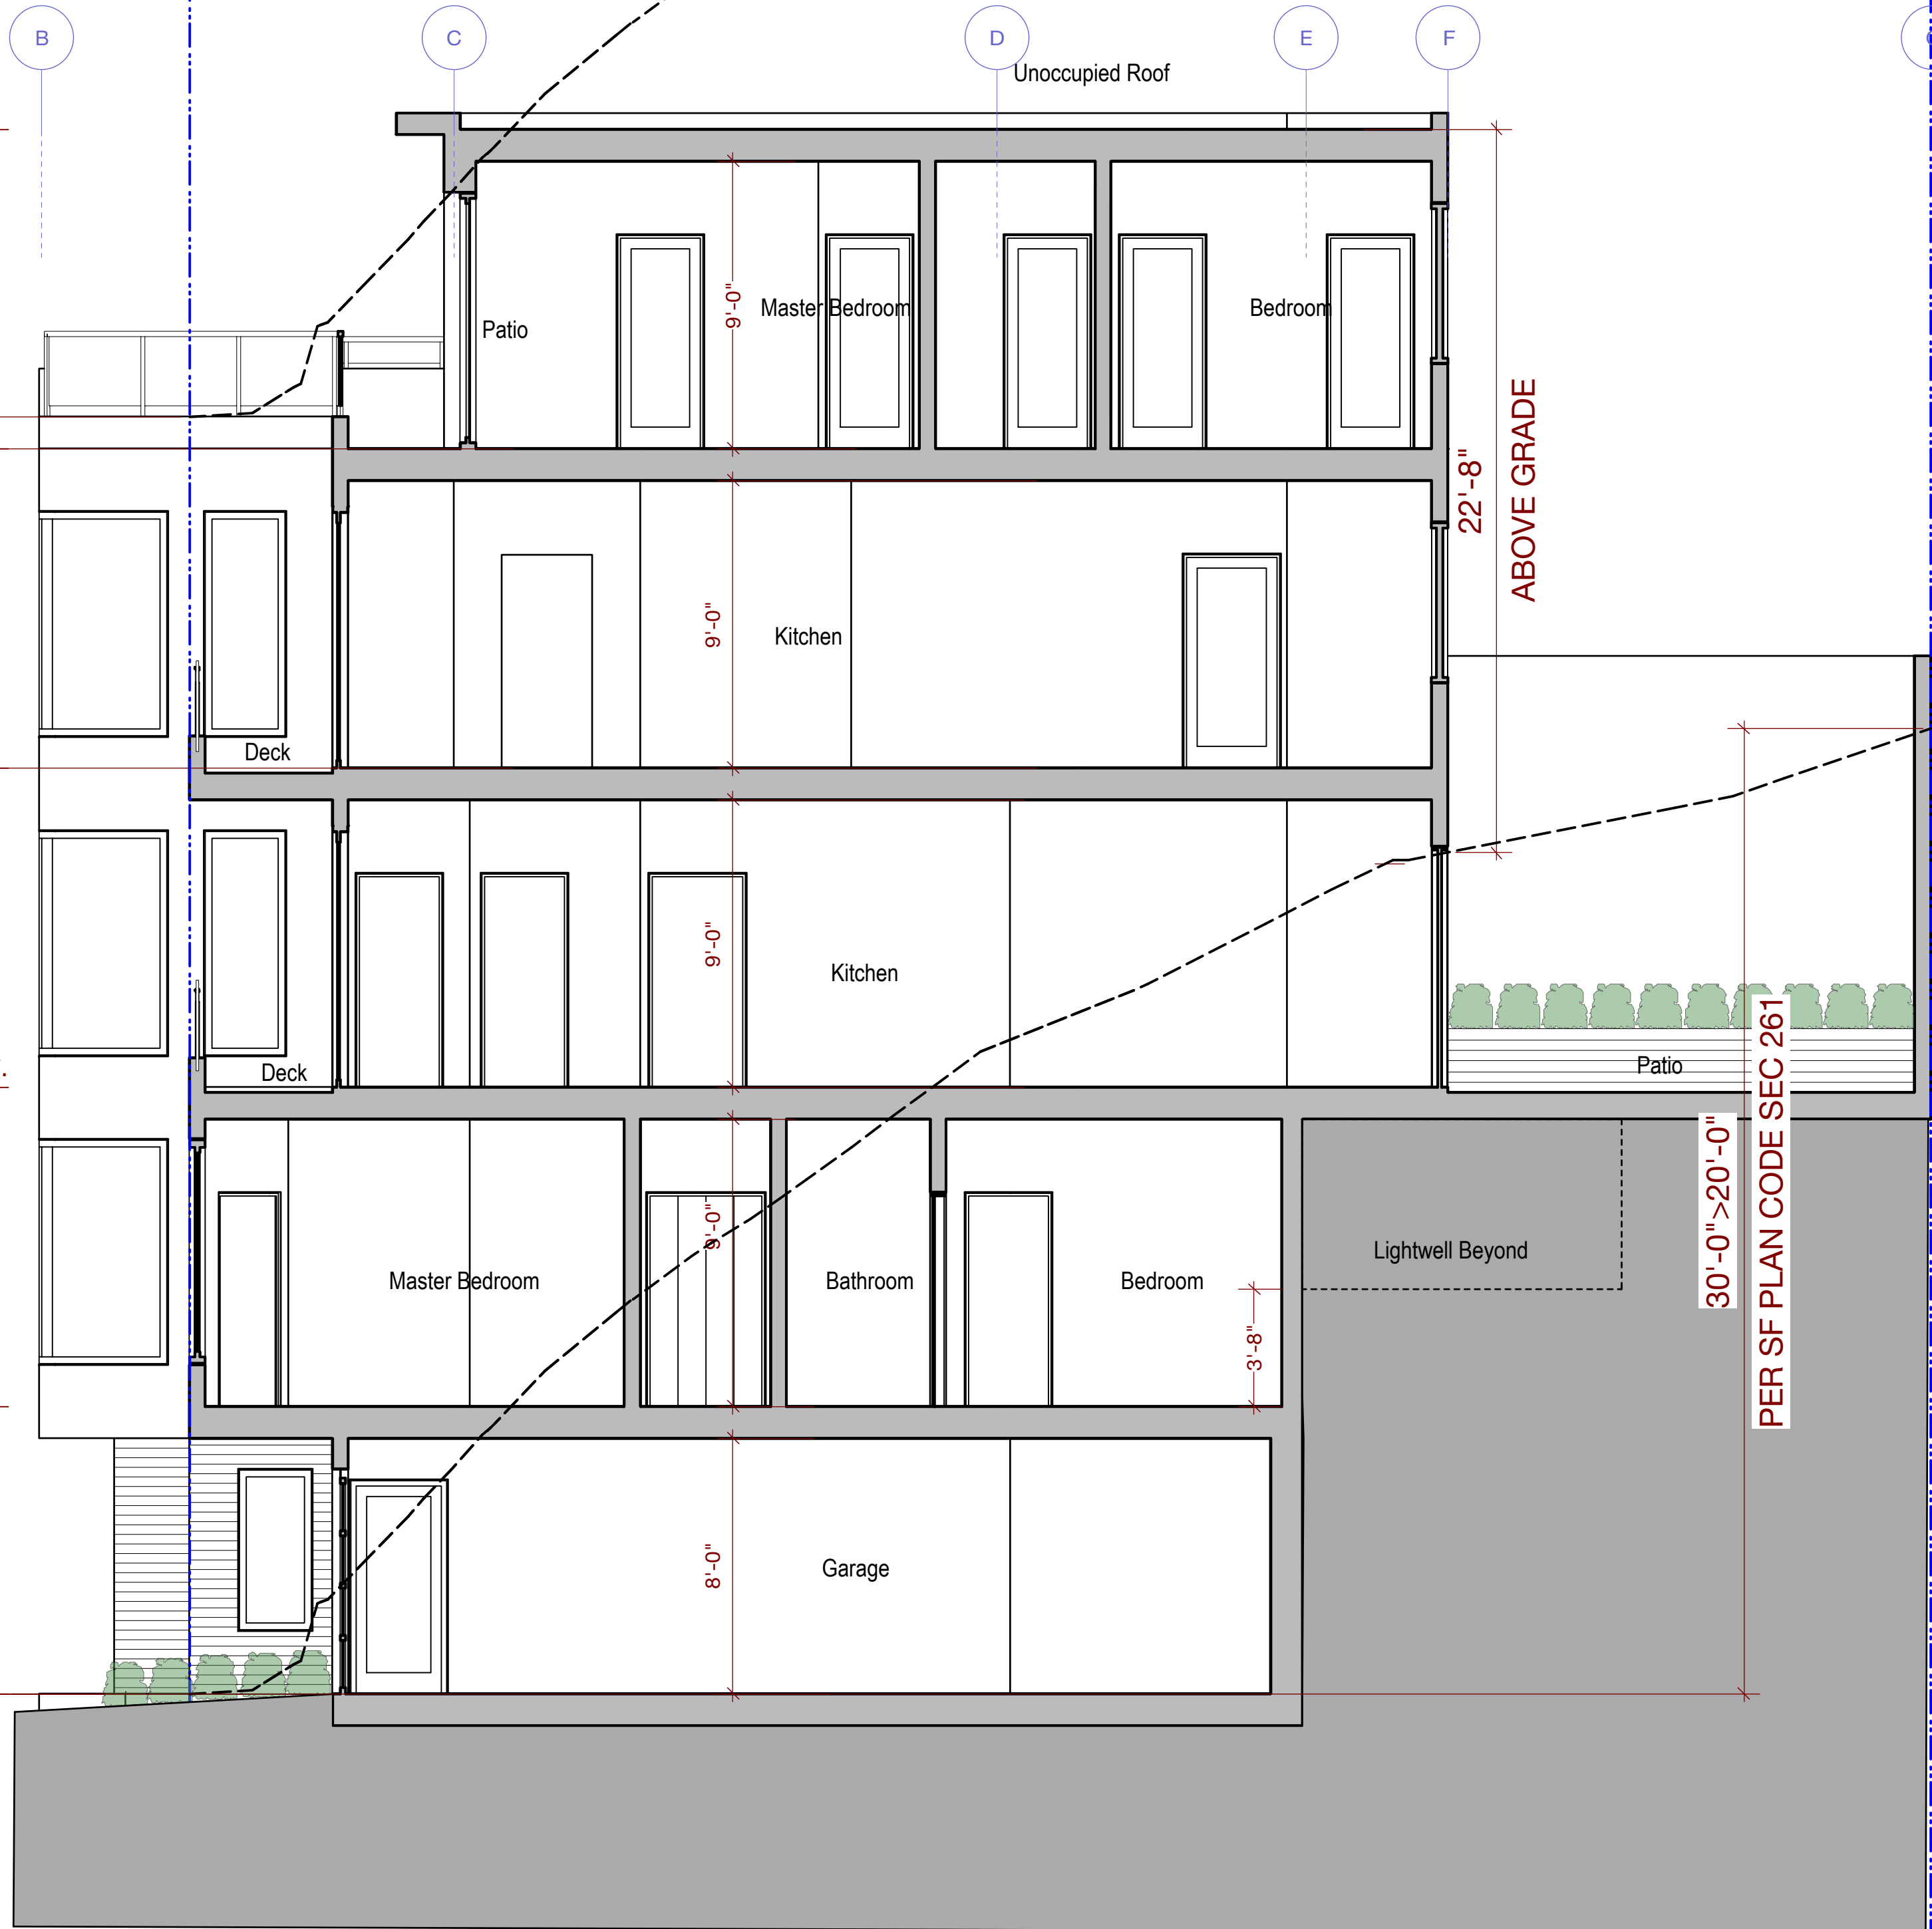 B
C
D
E
F
Unoccupied Roof
9'-0"
Master Bedroom
Bedroom
Patio
22'-8"
ABOVE GRADE
9'-0"
Kitchen
Deck
9'-0"
Kitchen
Deck
Patio
9'-0"
Master Bedroom
Bathroom
Bedroom
Lightwell Beyond
3'-8"
30'-0">20'-0"
PER SF PLAN CODE SEC 261
8'-0"
Garage